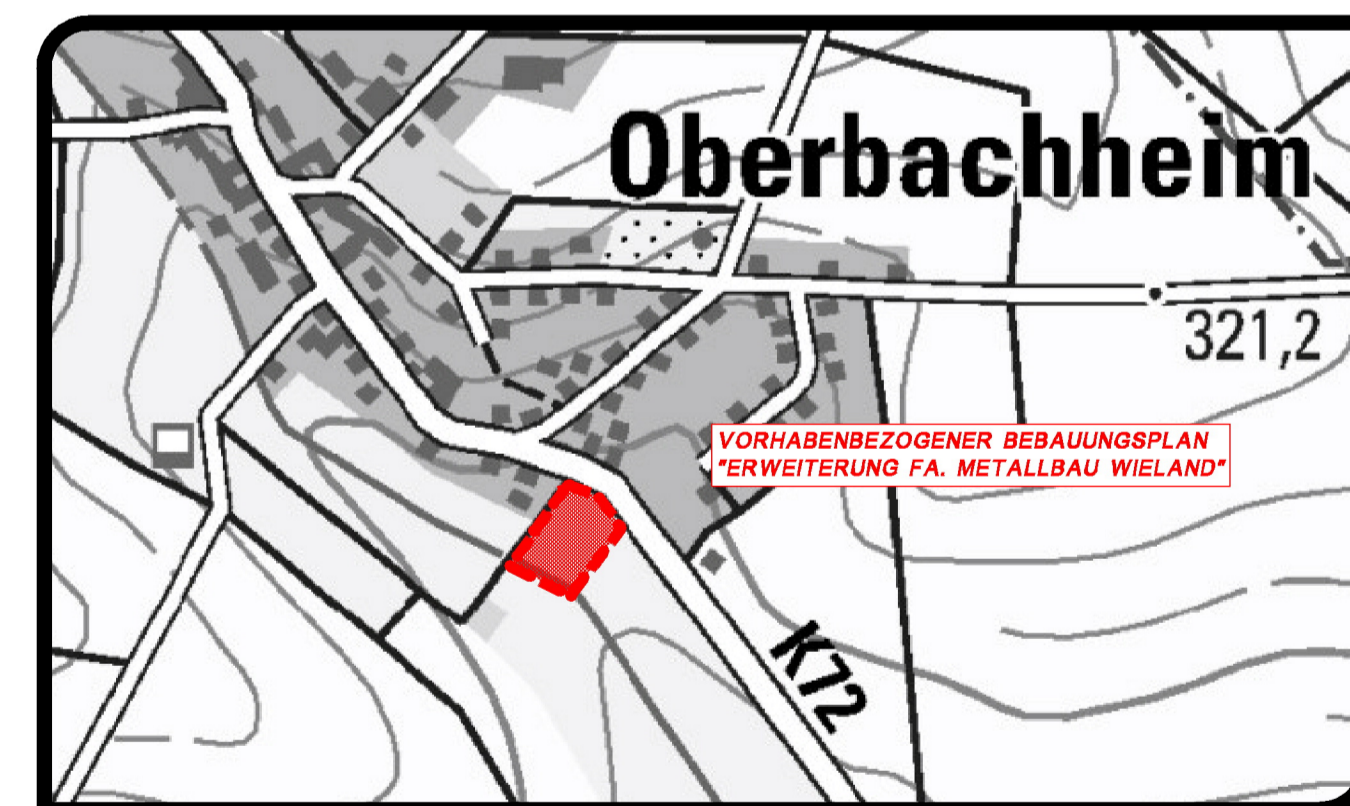 Oberbachheim
321,2
VORHABENBEZOGENER BEBAUUNGSPLAN
"ERWEITERUNG FA. METALLBAU WIELAND"
K72